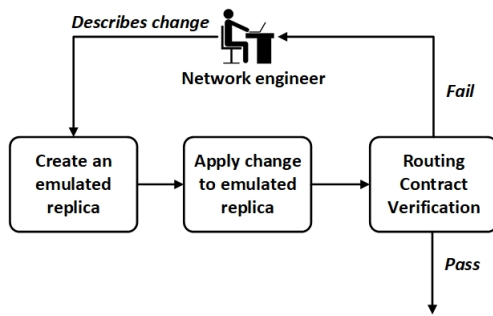 Describes change
Network engineer
Fail
Create an
emulated
replica
Apply change
to emulated
replica
Routing
Contract
Verification
Pass